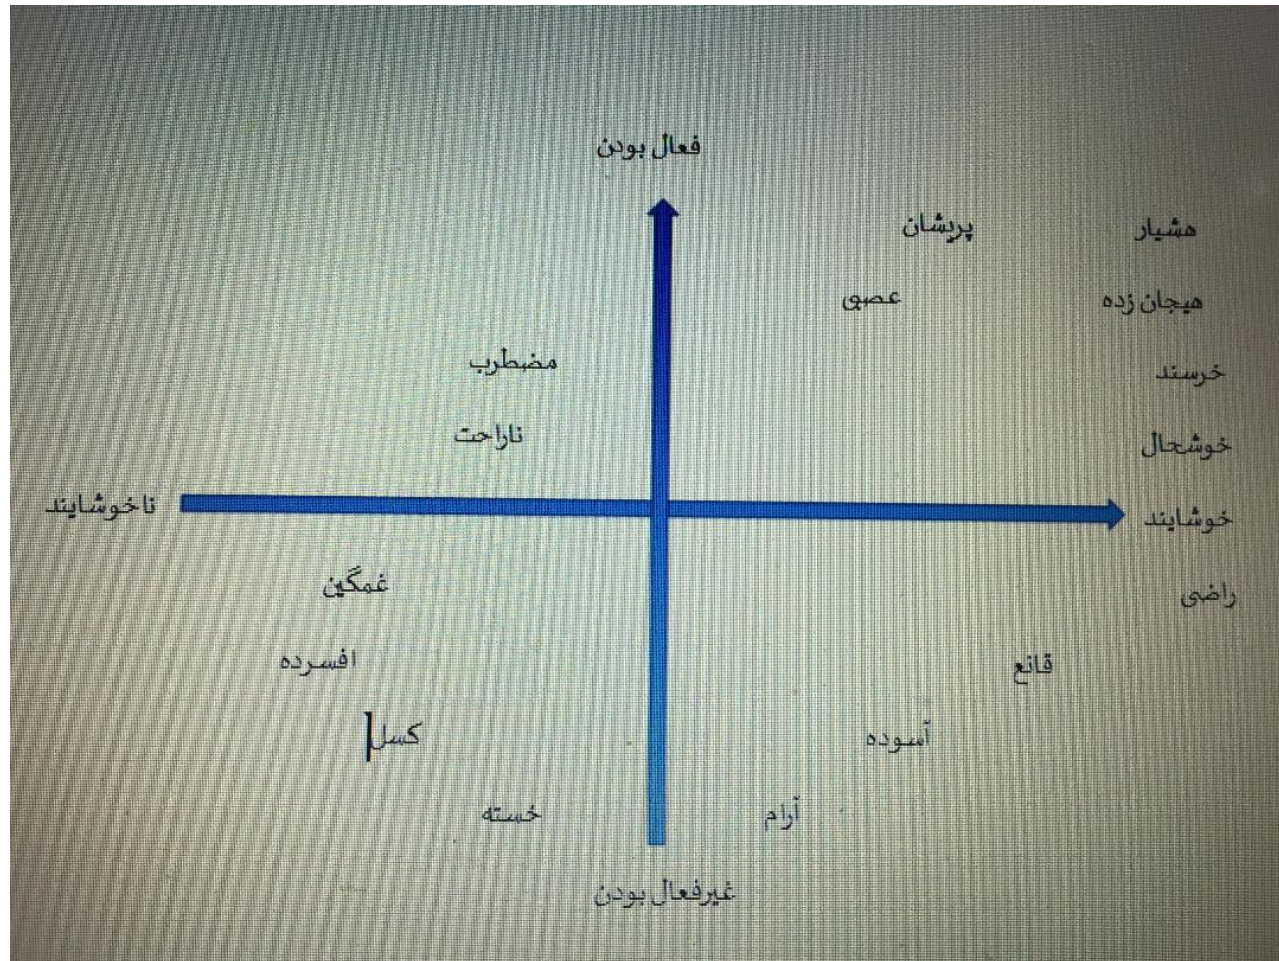 فعال بودن
هشیار
پریشان
هیجان زده
عصبی
مضطرب
خرسند
ناراحت
خوشحال
خوشایند
ناخوشایند
غمگین
راضی
افسرده
قانع
کسل
آسوده
خسته
آرام
غیرفعال بودن